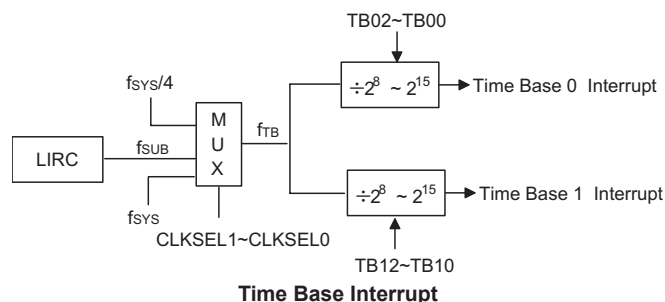 TB02~TB00
÷2⁸ ~ 2¹⁵
Time Base 0 Interrupt
fSYS/4
M
U
X
fTB
LIRC
fSUB
fSYS
CLKSEL1~CLKSEL0
÷2⁸ ~ 2¹⁵
Time Base 1 Interrupt
TB12~TB10
Time Base Interrupt